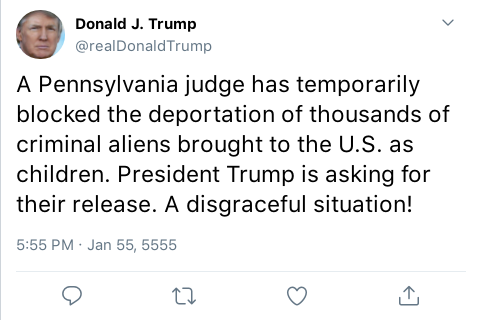 Donald J. Trump
@realDonaldTrump
A Pennsylvania judge has temporarily
blocked the deportation of thousands of
criminal aliens brought to the U.S. as
children. President Trump is asking for
their release. A disgraceful situation!
5:55 PM · Jan 55, 5555